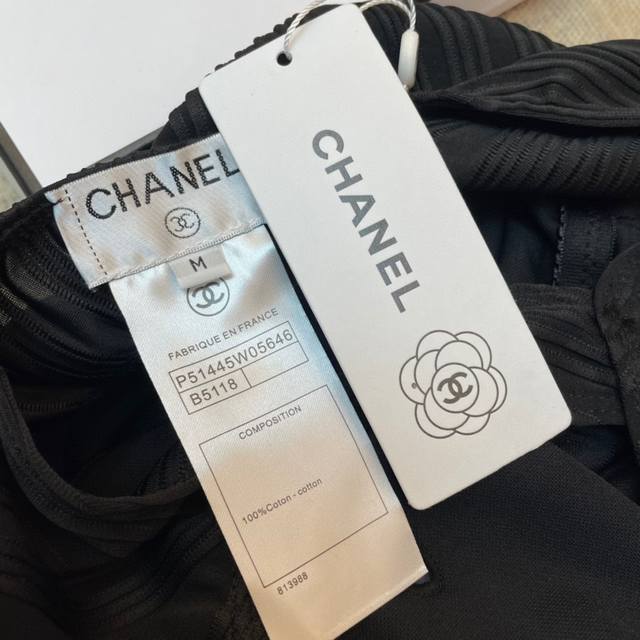 CHANEL
M
FABRIQUE EN FRANCE
P51445W05646
B5118
COMPOSITION
100%Coton - cotton
813988
CHANEL